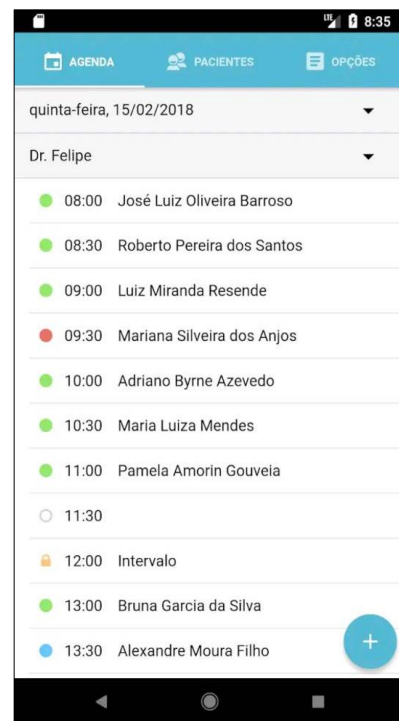 LTE 8:35
AGENDA PACIENTES OPÇÕES
quinta-feira, 15/02/2018
Dr. Felipe
08:00 José Luiz Oliveira Barroso
08:30 Roberto Pereira dos Santos
09:00 Luiz Miranda Resende
09:30 Mariana Silveira dos Anjos
10:00 Adriano Byrne Azevedo
10:30 Maria Luiza Mendes
11:00 Pamela Amorin Gouveia
11:30
12:00 Intervalo
13:00 Bruna Garcia da Silva
13:30 Alexandre Moura Filho
+